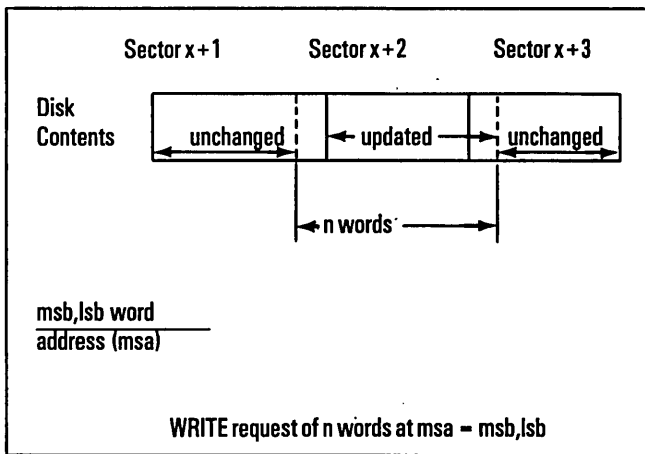 Sector x+1 Sector x+2 Sector x+3
Disk
Contents
unchanged updated unchanged
n words
msb,lsb word
address (msa)
WRITE request of n words at msa = msb,lsb